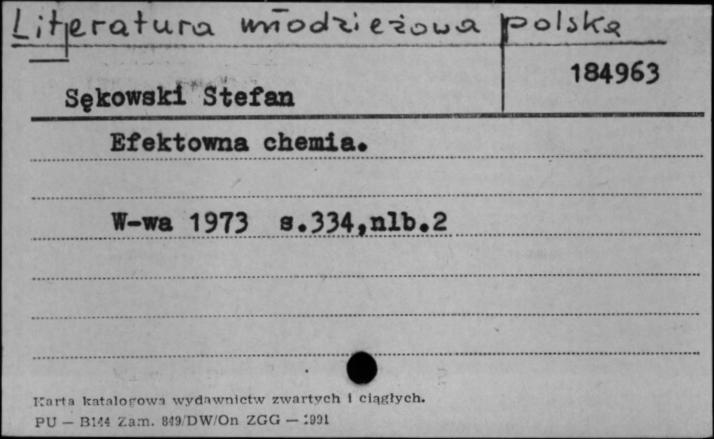 Literatura młodzieżowa polska
184963
Sękowski Stefan
Efektowna chemia.
W-wa 1973 s.334,nlb.2
Karta katalogowa wydawnictw zwartych i ciągłych.
PU — B144 Zam. 849/DW/On ZGG — 1991